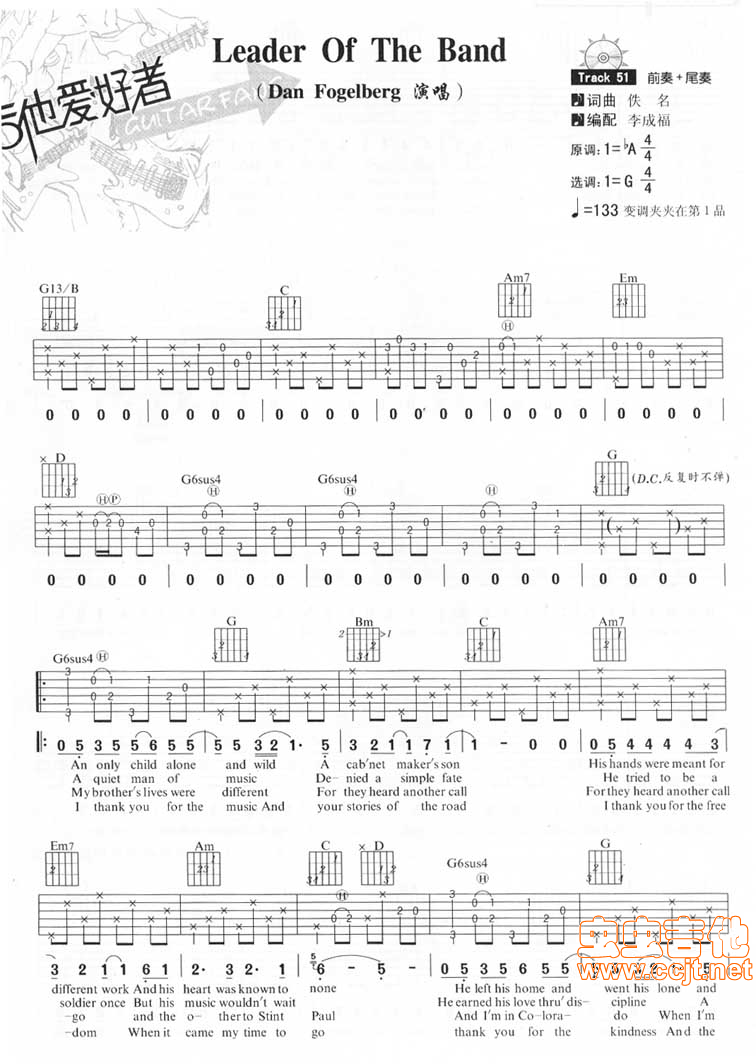 Leader Of The Band
(Dan Fogelberg 演唱)
吉他爱好者
GUITAR FANS
Track 51 前奏+尾奏
词曲 佚 名
编配 李成福
原调:1=♭A 4/4
选调:1=G 4/4
♩=133 变调夹夹在第1品
G13/B C Am7 Em
0 0 0 0 | 0 0 0 0 | 0 0 0 0 | 0 0 0 0 | 0 0 0 0 | 0 0 0 0
D G6sus4 G6sus4 G (D.C.反复时不弹)
0 0 0 0 | 0 0 0 0 | 0 0 0 0 | 0 0 0 0 | 0 0 0 0
G6sus4 G Bm C Am7
0 5 3 5 5 6 5 5 | 5 5 3 2 1· 5 | 3 2 1 1 7 1 | 1 - 0 0 | 0 5 4 4 4 4 3
An only child alone and wild A cab'net maker's son His hands were meant for
A quiet man of music De- nied a simple fate He tried to be a
My brother's lives were different For they heard another call For they heard another call
I thank you for the music And your stories of the road I thank you for the free
Em7 Am C D G6sus4 G
3 2 1 1 6 1 | 2· 3 2· 1 | 6· 5· | 0 5 3 5 6 5 5
different work And his heart was known to none He left his home and went his lone and
soldier once But his music wouldn't wait He earned his love thru' dis- cipline A
-go and the o- ther to Stint Paul And I'm in Co-lora- do When I'm
-dom When it came my time to go thank you for the kindness And the
虫虫吉他
www.ccjt.net